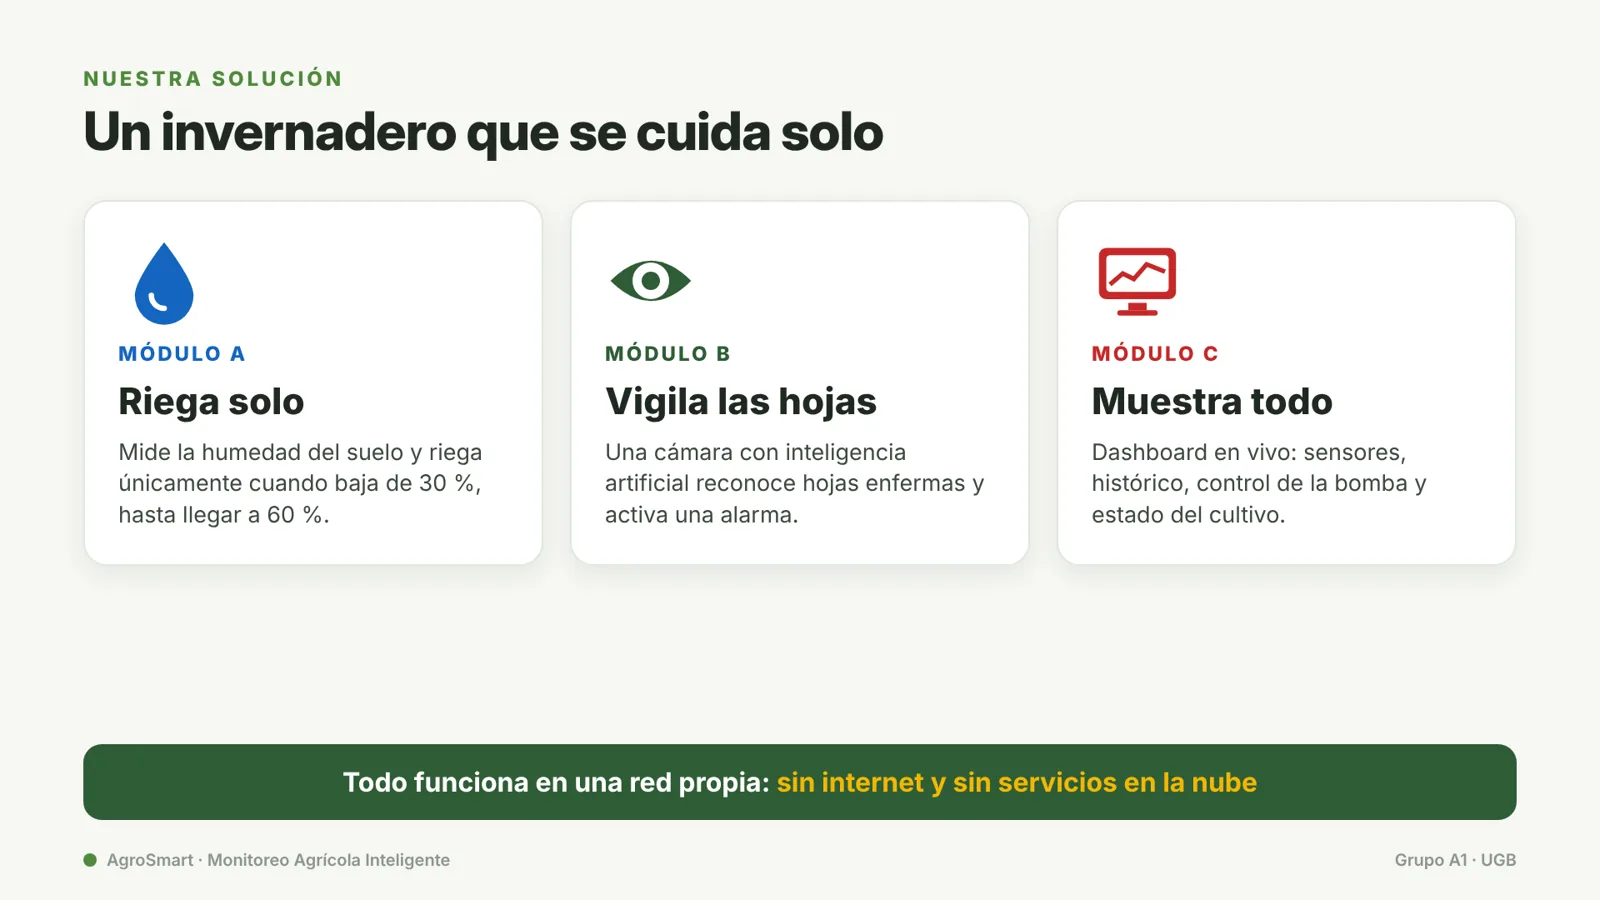 NUESTRA SOLUCIÓN
Un invernadero que se cuida solo
MÓDULO A
Riega solo
Mide la humedad del suelo y riega
únicamente cuando baja de 30 %,
hasta llegar a 60 %.
MÓDULO B
Vigila las hojas
Una cámara con inteligencia
artificial reconoce hojas enfermas y
activa una alarma.
MÓDULO C
Muestra todo
Dashboard en vivo: sensores,
histórico, control de la bomba y
estado del cultivo.
Todo funciona en una red propia: sin internet y sin servicios en la nube
AgroSmart · Monitoreo Agrícola Inteligente
Grupo A1 · UGB